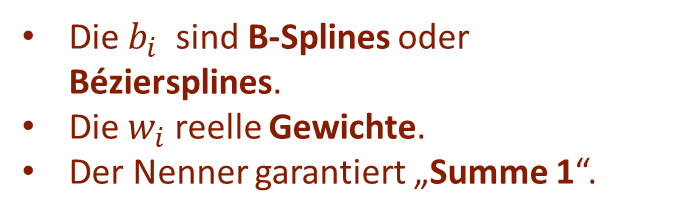 • Die bᵢ sind B-Splines oder
Béziersplines.
• Die wᵢ reelle Gewichte.
• Der Nenner garantiert „Summe 1“.